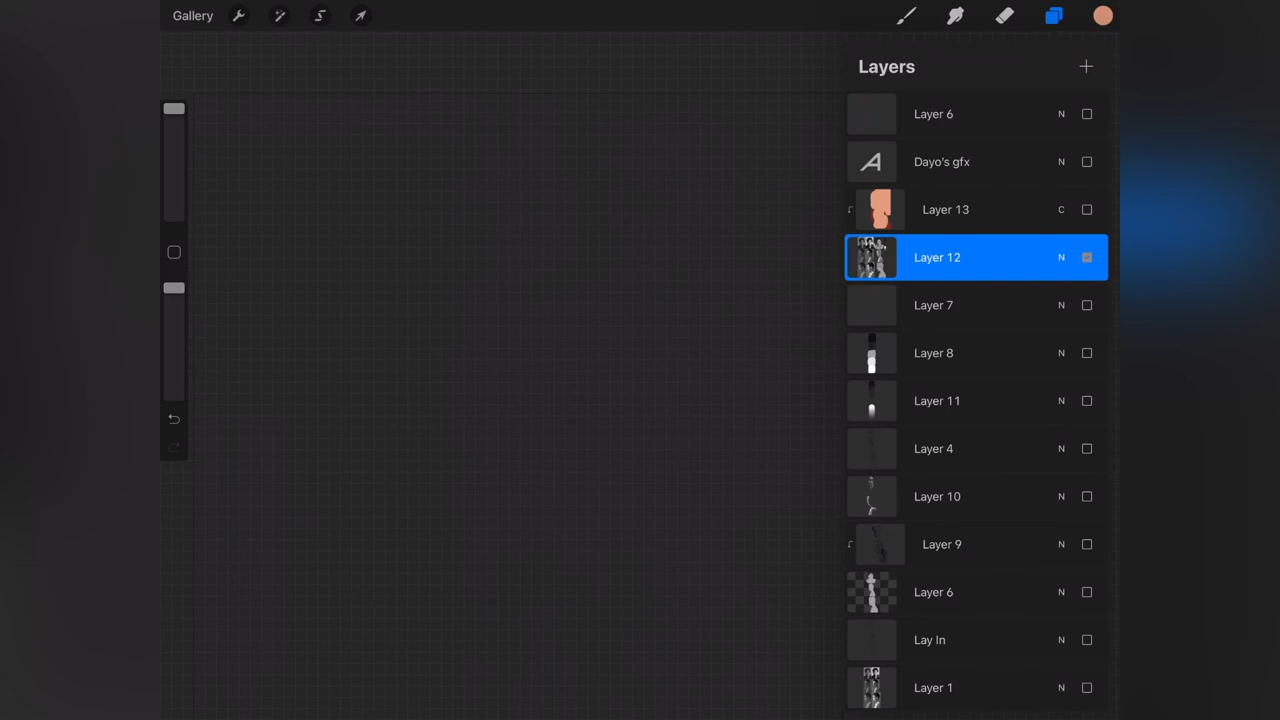 Gallery
Layers
Layer 6 N
Dayo's gfx N
Layer 13 C
Layer 12 N
Layer 7 N
Layer 8 N
Layer 11 N
Layer 4 N
Layer 10 N
Layer 9 N
Layer 6 N
Lay In N
Layer 1 N